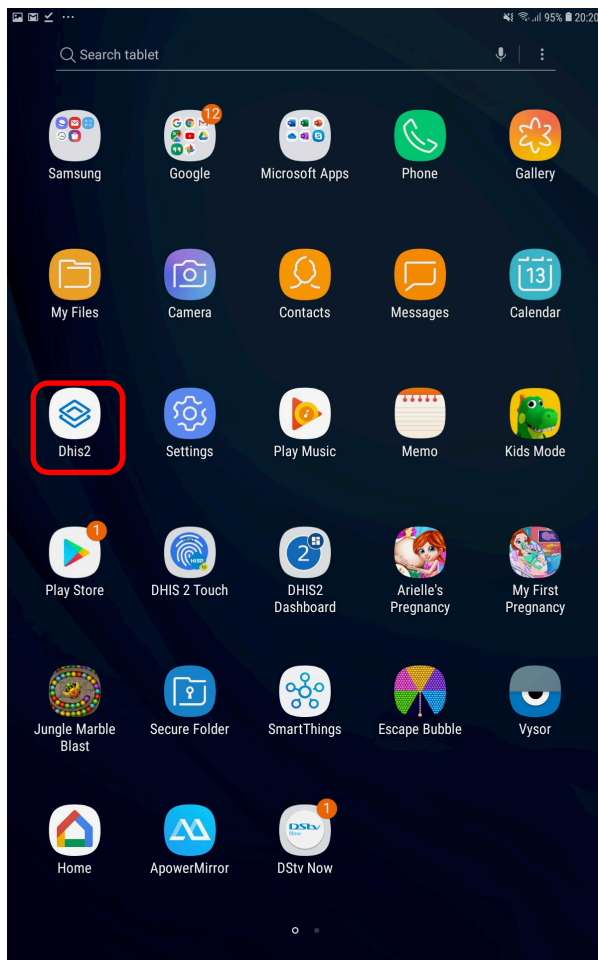 95% 20:20
Search tablet
12
Samsung Google Microsoft Apps Phone Gallery
13
My Files Camera Contacts Messages Calendar
Dhis2 Settings Play Music Memo Kids Mode
1
HISP
2
Play Store DHIS 2 Touch DHIS2 Arielle's My First
Dashboard Pregnancy Pregnancy
Jungle Marble Secure Folder SmartThings Escape Bubble Vysor
Blast
1
DStv
Now
Home ApowerMirror DStv Now